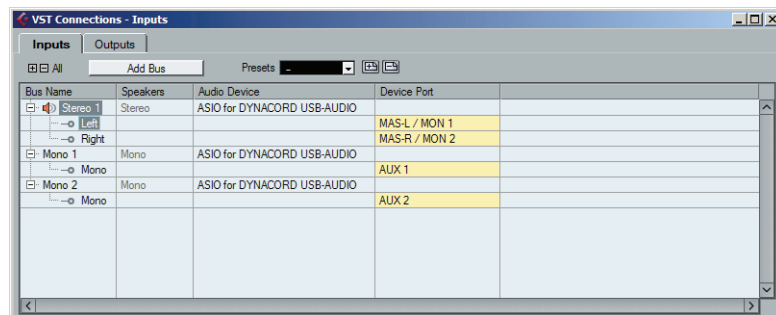 VST Connections - Inputs
Inputs Outputs
All Add Bus Presets -
Bus Name Speakers Audio Device Device Port
Stereo 1 Stereo ASIO for DYNACORD USB-AUDIO
Left MAS-L / MON 1
Right MAS-R / MON 2
Mono 1 Mono ASIO for DYNACORD USB-AUDIO
Mono AUX 1
Mono 2 Mono ASIO for DYNACORD USB-AUDIO
Mono AUX 2